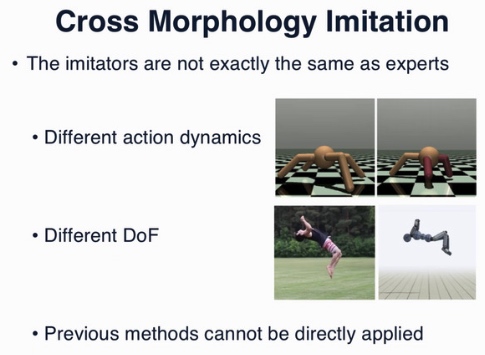 Cross Morphology Imitation
• The imitators are not exactly the same as experts
• Different action dynamics
• Different DoF
• Previous methods cannot be directly applied